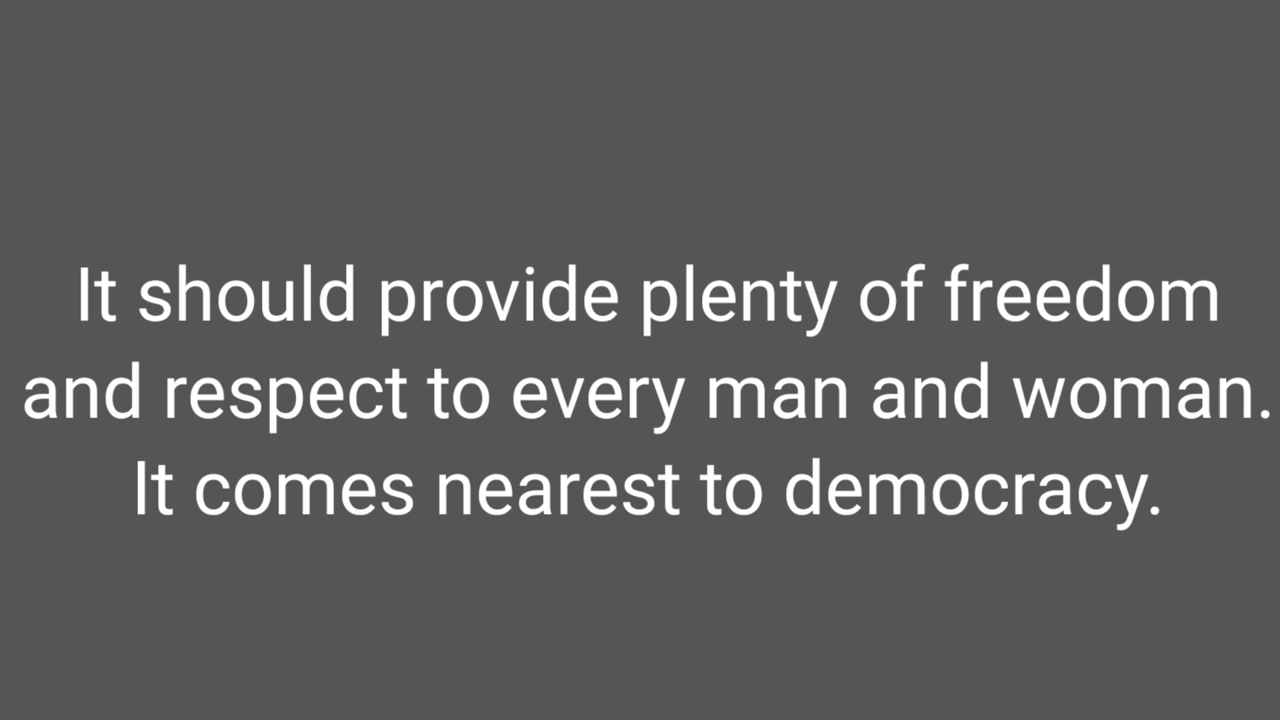 It should provide plenty of freedom
and respect to every man and woman.
It comes nearest to democracy.